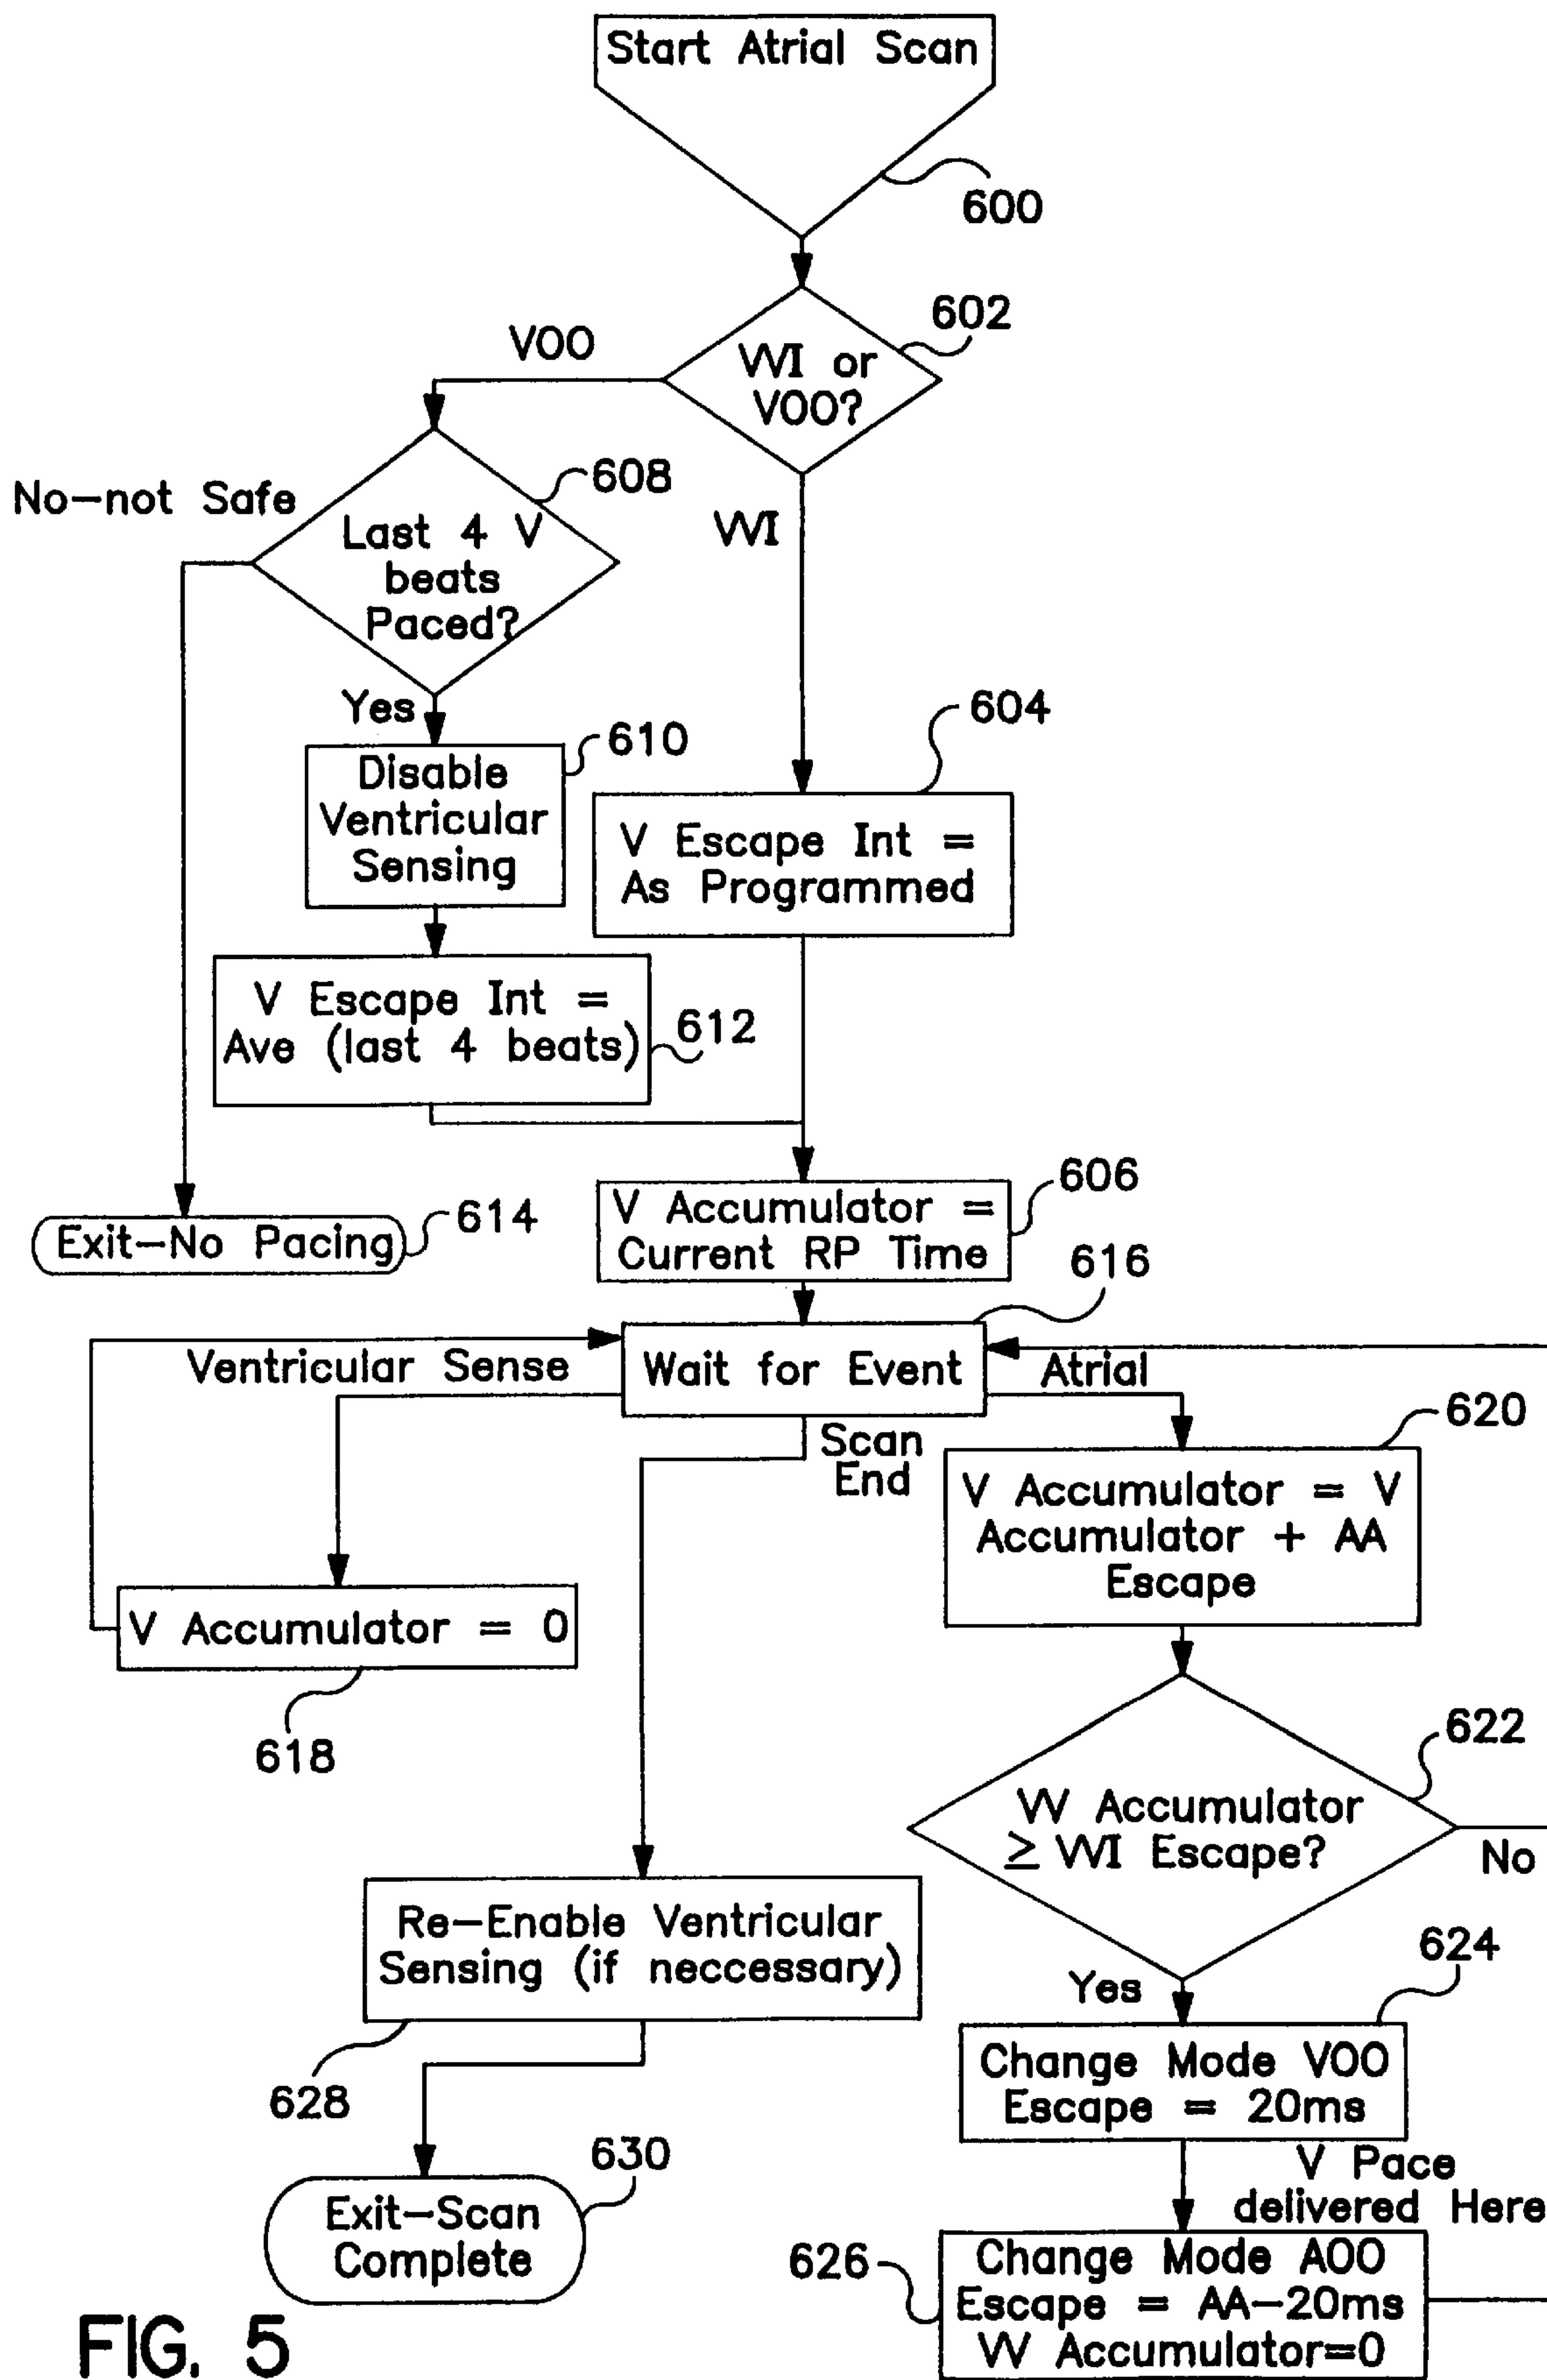 Start Atrial Scan
600
602
VOO
VVI or
VOO?
608
No-not Safe
Last 4 V
beats
Paced?
VVI
Yes
604
610
Disable
Ventricular
Sensing
V Escape Int =
As Programmed
V Escape Int =
Ave (last 4 beats)
612
606
V Accumulator =
Current RP Time
614
Exit-No Pacing
616
Ventricular Sense
Wait for Event
Atrial
620
Scan
End
V Accumulator = V
Accumulator + AA
Escape
V Accumulator = 0
618
622
VV Accumulator
≥ VVI Escape?
No
Re-Enable Ventricular
Sensing (if neccessary)
624
Yes
628
Change Mode VOO
Escape = 20ms
630
V Pace
delivered Here
Exit-Scan
Complete
626
Change Mode AOO
Escape = AA-20ms
VV Accumulator=0
FIG. 5